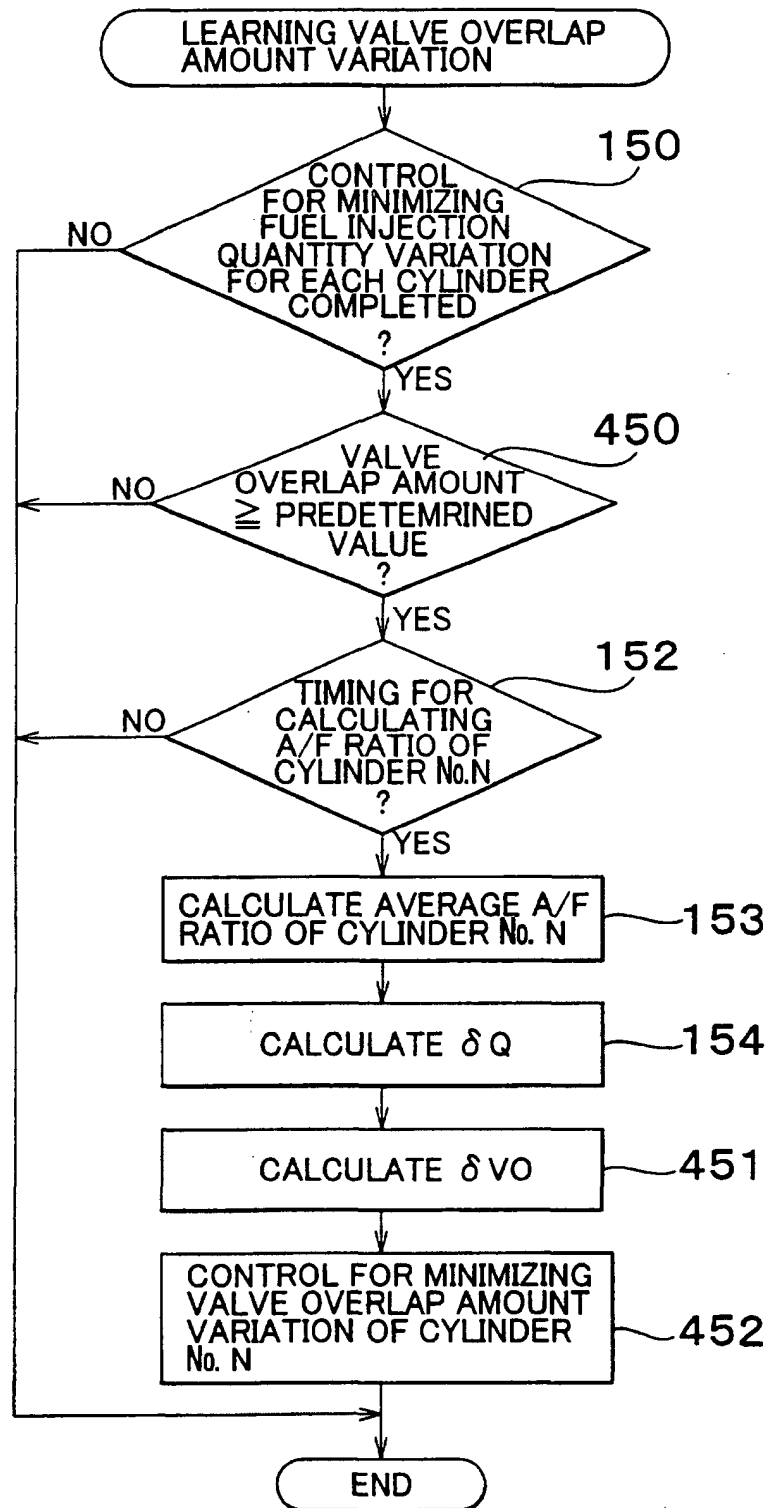 LEARNING VALVE OVERLAP
AMOUNT VARIATION
150
CONTROL
FOR MINIMIZING
FUEL INJECTION
QUANTITY VARIATION
FOR EACH CYLINDER
COMPLETED
?
NO
YES
450
VALVE
OVERLAP AMOUNT
≧ PREDETEMRINED
VALUE
?
NO
YES
152
TIMING FOR
CALCULATING
A/F RATIO OF
CYLINDER No.N
?
NO
YES
CALCULATE AVERAGE A/F
RATIO OF CYLINDER No. N
153
CALCULATE δ Q
154
CALCULATE δ VO
451
CONTROL FOR MINIMIZING
VALVE OVERLAP AMOUNT
VARIATION OF CYLINDER
No. N
452
END